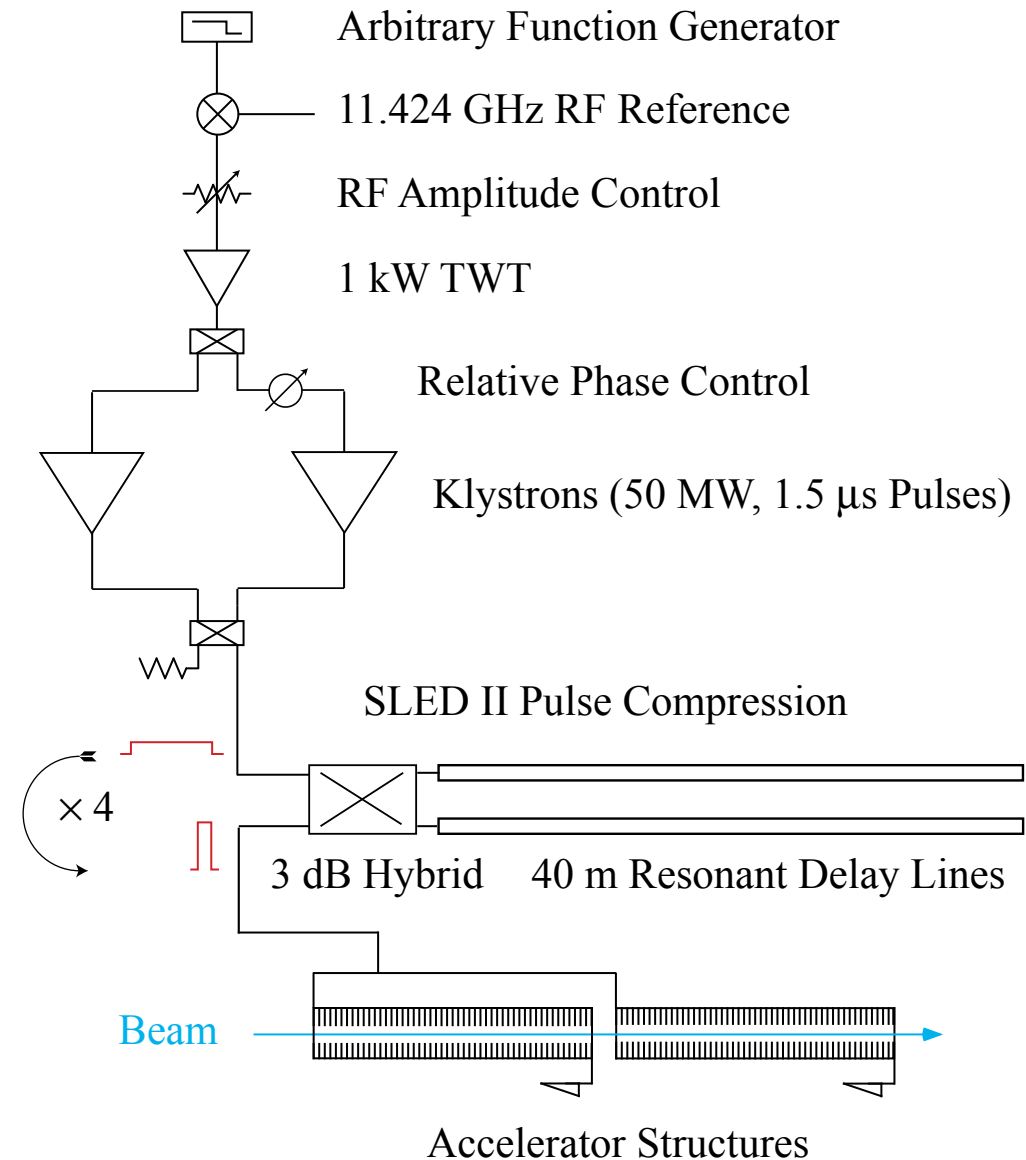 Arbitrary Function Generator
11.424 GHz RF Reference
RF Amplitude Control
1 kW TWT
Relative Phase Control
Klystrons (50 MW, 1.5 μs Pulses)
SLED II Pulse Compression
× 4
3 dB Hybrid
40 m Resonant Delay Lines
Beam
Accelerator Structures